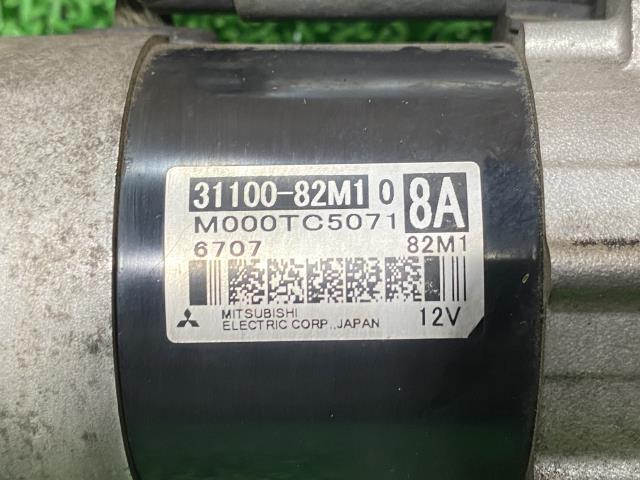 31100-82M1 0 8A
M000TC5071
6707 82M1
MITSUBISHI
ELECTRIC CORP., JAPAN 12V